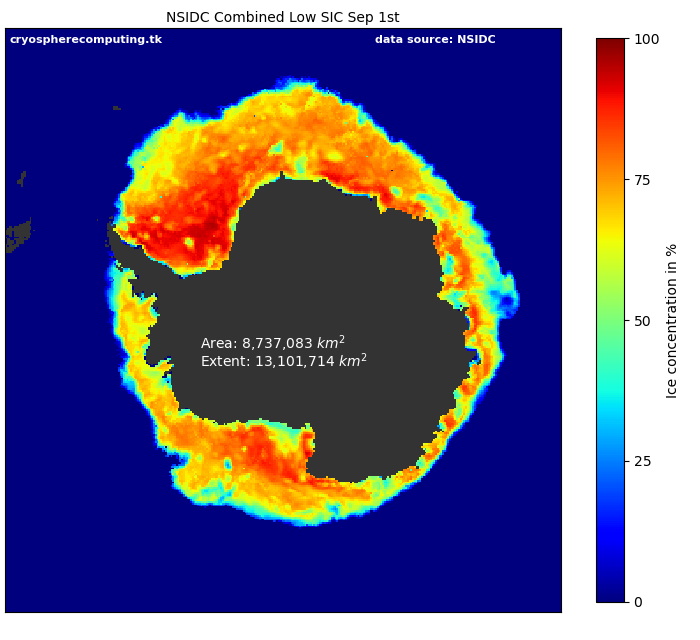 NSIDC Combined Low SIC Sep 1st
cryospherecomputing.tk data source: NSIDC
Area: 8,737,083 km²
Extent: 13,101,714 km²
100
75
50
25
0
Ice concentration in %